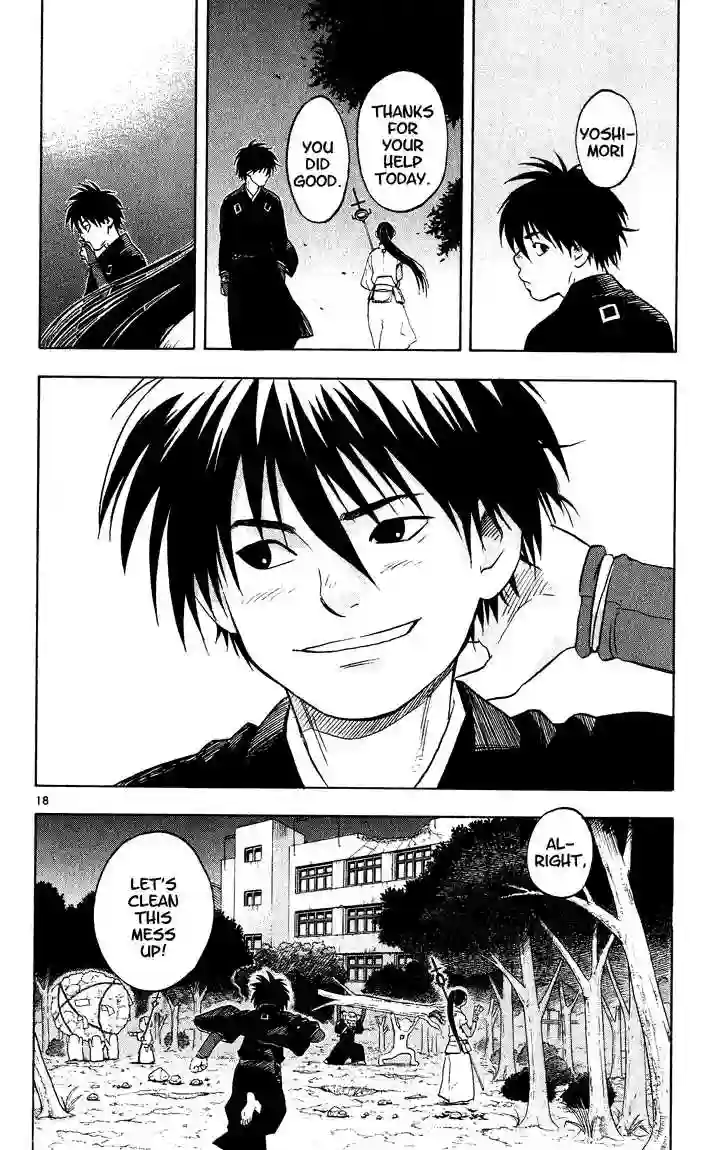 YOSHI-
MORI
THANKS
FOR
YOUR
HELP
TODAY.
YOU
DID
GOOD.
18
AL-
RIGHT,
LET'S
CLEAN
THIS
MESS
UP!